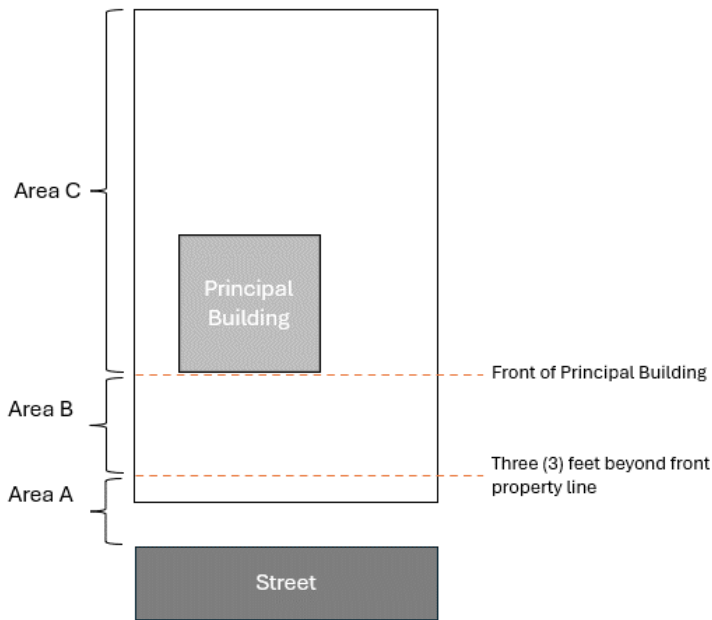 Area C
Principal
Building
Front of Principal Building
Area B
Three (3) feet beyond front
property line
Area A
Street